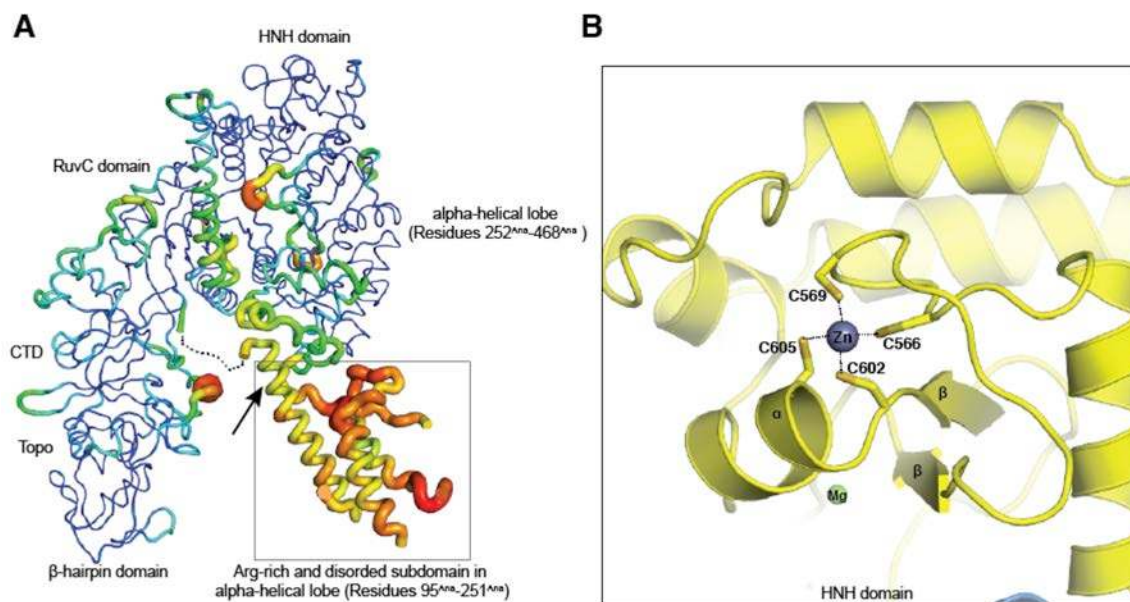 A
HNH domain
RuvC domain
alpha-helical lobe
(Residues 252^Ana-468^Ana )
CTD
Topo
β-hairpin domain
Arg-rich and disorded subdomain in
alpha-helical lobe (Residues 95^Ana-251^Ana)
B
C569
Zn
C605
C566
C602
β
α
β
Mg
HNH domain